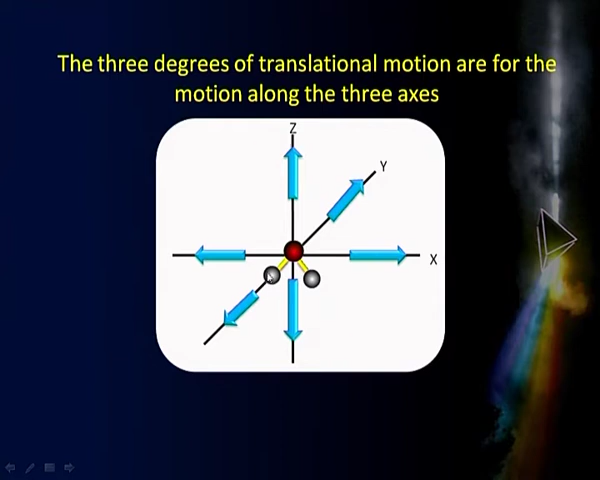 The three degrees of translational motion are for the
motion along the three axes
Z
Y
X